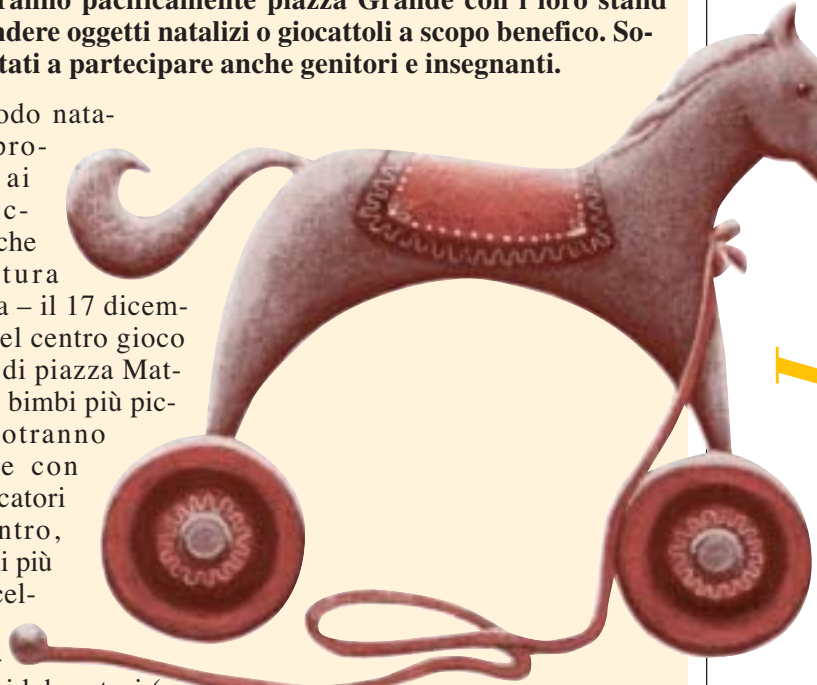 ranno pacificamente piazza Grande con i loro stand
ndere oggetti natalizi o giocattoli a scopo benefico. So-
tati a partecipare anche genitori e insegnanti.
odo nata-
pro-
ai
c-
che
tura
a – il 17 dicem-
el centro gioco
di piazza Mat-
bimbi più pic-
otranno
e con
catori
ntro,
i più
cel-